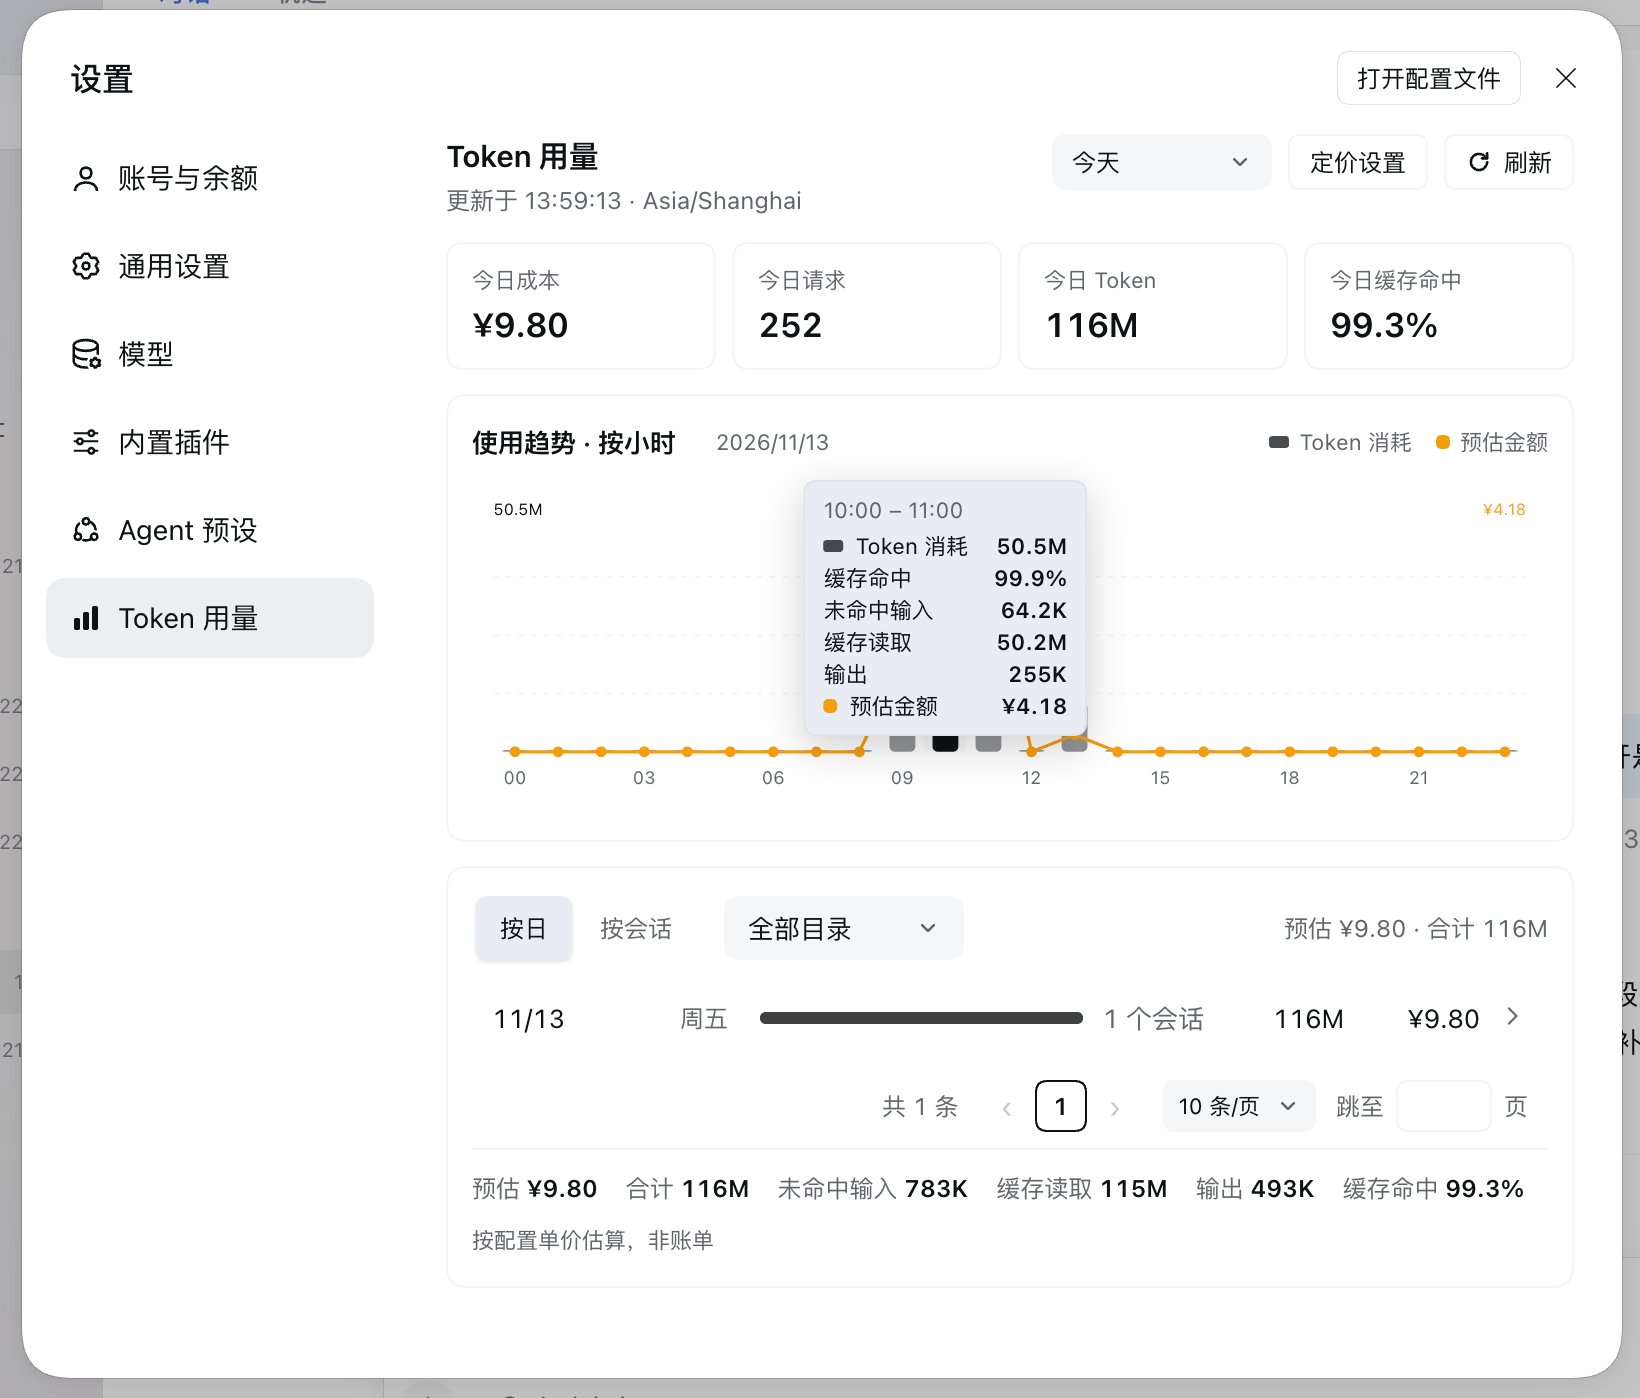 设置
打开配置文件
账号与余额
通用设置
模型
内置插件
Agent 预设
Token 用量
Token 用量
更新于 13:59:13 · Asia/Shanghai
今天
定价设置
刷新
今日成本
¥9.80
今日请求
252
今日 Token
116M
今日缓存命中
99.3%
使用趋势 · 按小时 2026/11/13
Token 消耗 预估金额
50.5M
¥4.18
10:00 – 11:00
Token 消耗 50.5M
缓存命中 99.9%
未命中输入 64.2K
缓存读取 50.2M
输出 255K
预估金额 ¥4.18
00 03 06 09 12 15 18 21
按日 按会话 全部目录 预估 ¥9.80 · 合计 116M
11/13 周五 1 个会话 116M ¥9.80
共 1 条 ‹ 1 › 10 条/页 跳至 页
预估 ¥9.80 合计 116M 未命中输入 783K 缓存读取 115M 输出 493K 缓存命中 99.3%
按配置单价估算，非账单
21
22
22
22
1
21
3
段